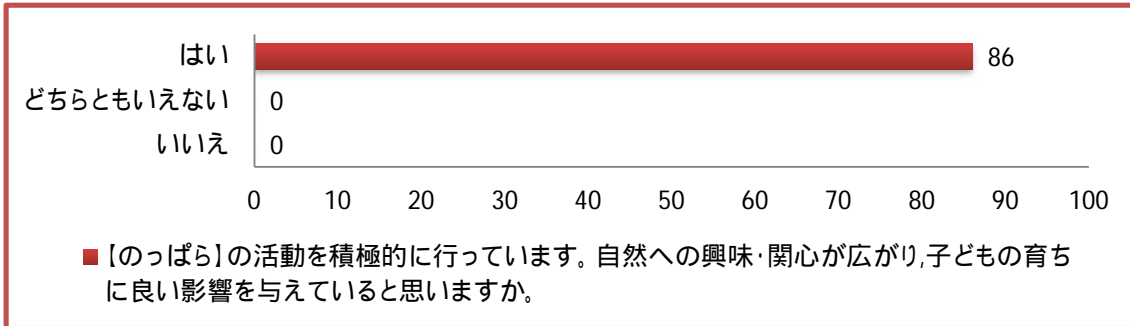 はい 86
どちらともいえない 0
いいえ 0
0 10 20 30 40 50 60 70 80 90 100
【のっぱら】の活動を積極的に行っています。自然への興味・関心が広がり,子どもの育ち
に良い影響を与えていると思いますか。